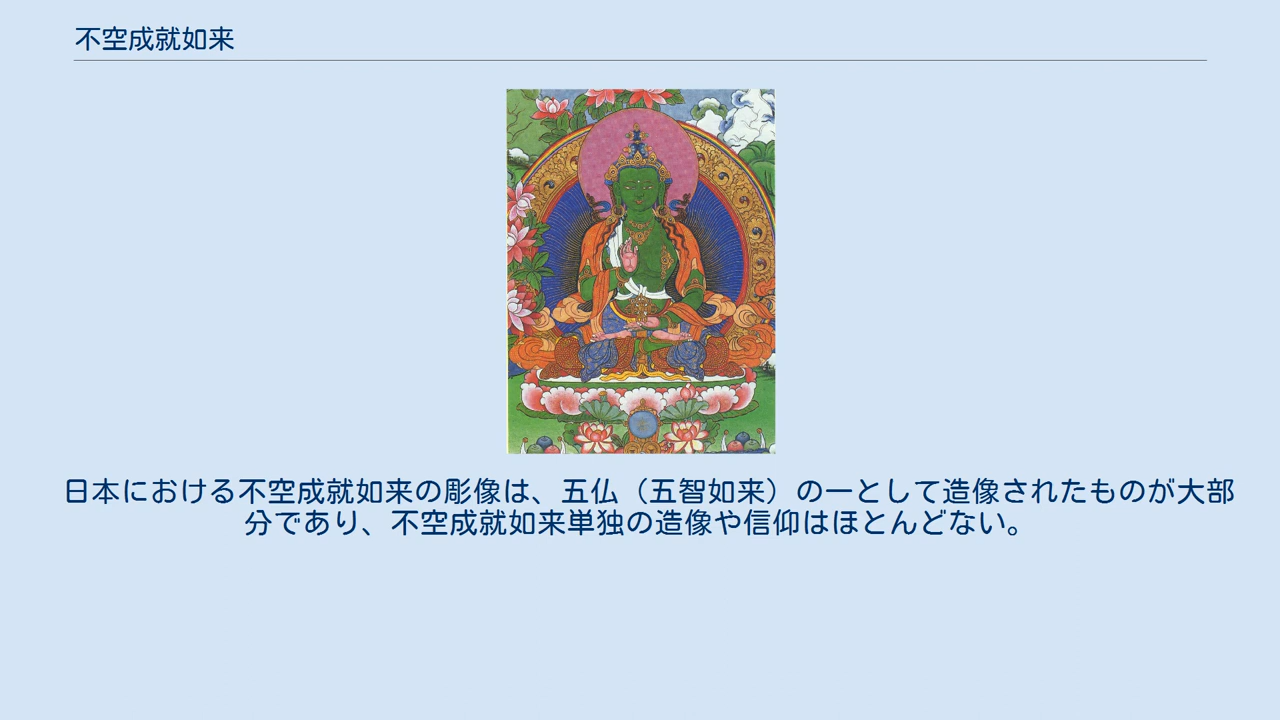 不空成就如来
日本における不空成就如来の彫像は、五仏（五智如来）の一として造像されたものが大部
分であり、不空成就如来単独の造像や信仰はほとんどない。